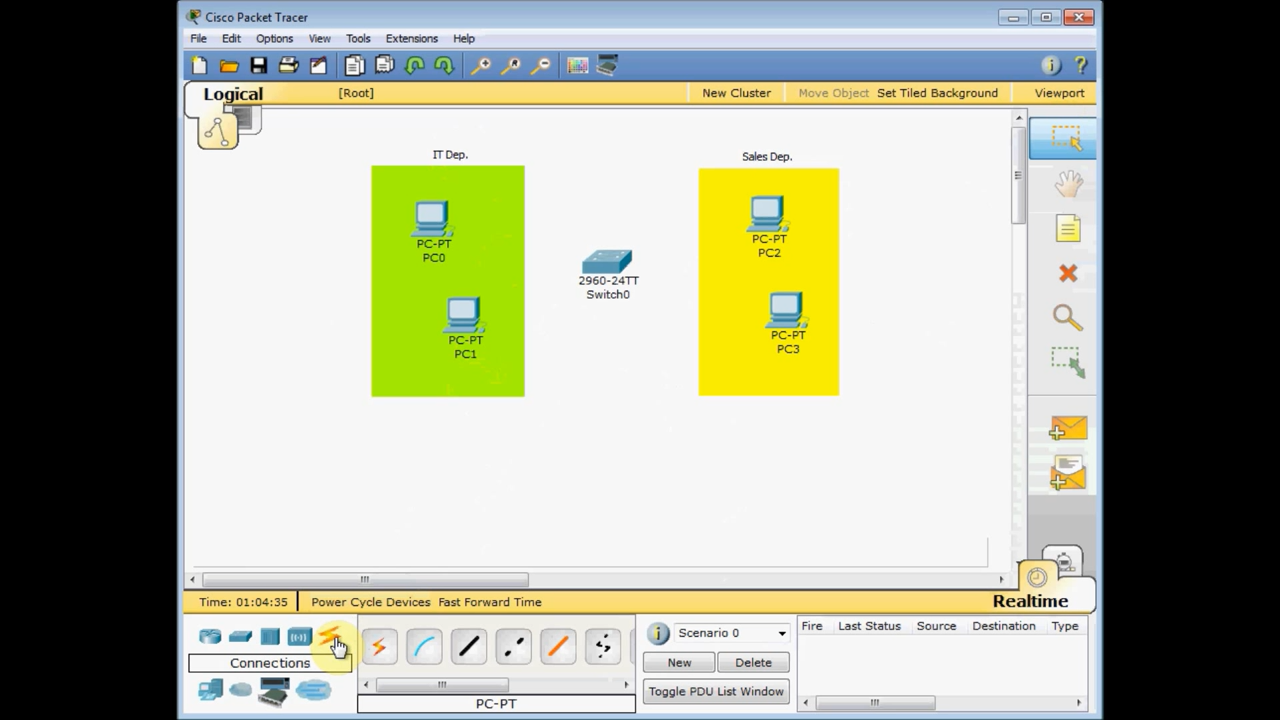 Cisco Packet Tracer
File Edit Options View Tools Extensions Help
Logical [Root] New Cluster Move Object Set Tiled Background Viewport
IT Dep.
Sales Dep.
PC-PT
PC0
PC-PT
PC1
2960-24TT
Switch0
PC-PT
PC2
PC-PT
PC3
Time: 01:04:35 Power Cycle Devices Fast Forward Time Realtime
Connections
PC-PT
Scenario 0
New Delete
Toggle PDU List Window
Fire Last Status Source Destination Type